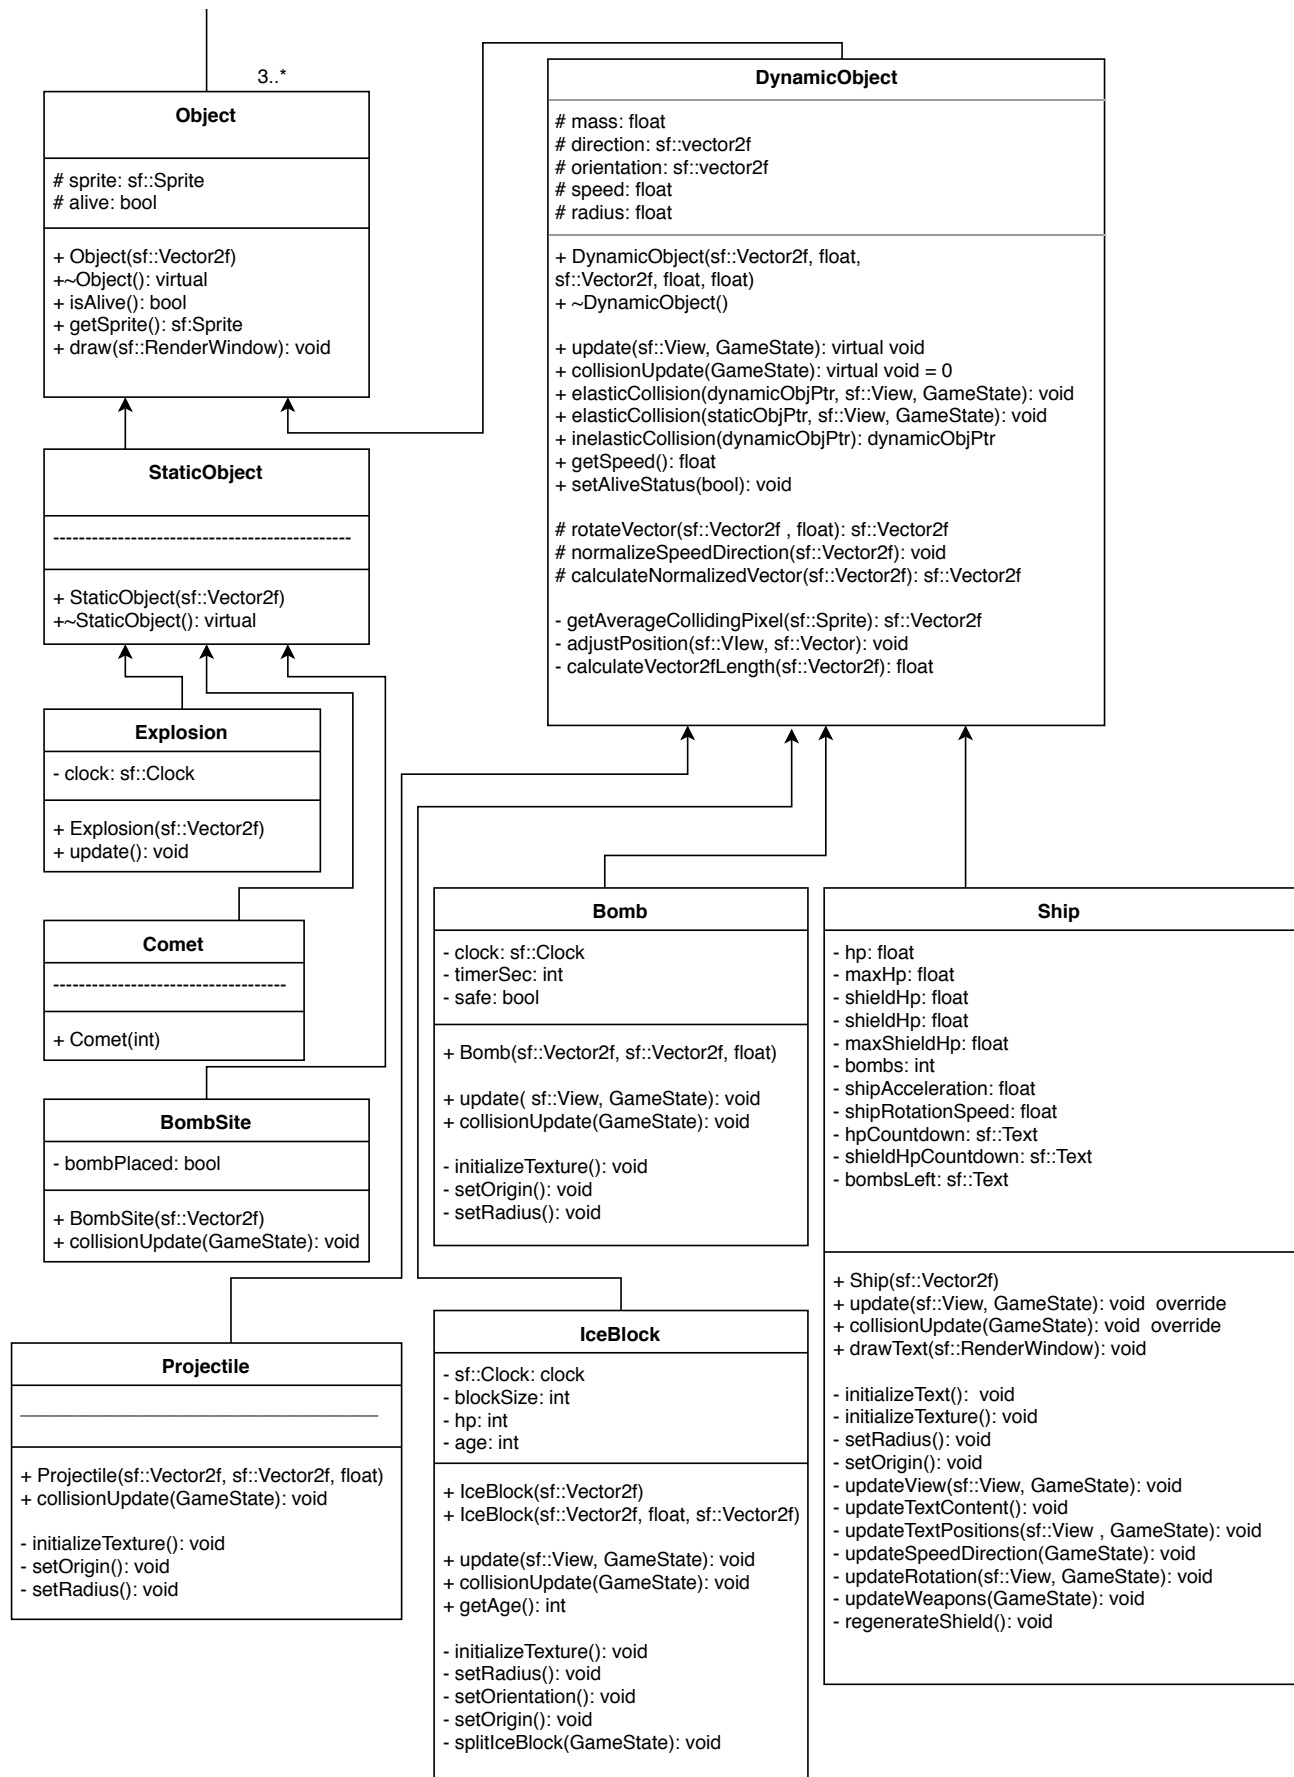 3..*
Object
# sprite: sf::Sprite
# alive: bool
+ Object(sf::Vector2f)
+~Object(): virtual
+ isAlive(): bool
+ getSprite(): sf:Sprite
+ draw(sf::RenderWindow): void
DynamicObject
# mass: float
# direction: sf::vector2f
# orientation: sf::vector2f
# speed: float
# radius: float
+ DynamicObject(sf::Vector2f, float,
sf::Vector2f, float, float)
+ ~DynamicObject()
+ update(sf::View, GameState): virtual void
+ collisionUpdate(GameState): virtual void = 0
+ elasticCollision(dynamicObjPtr, sf::View, GameState): void
+ elasticCollision(staticObjPtr, sf::View, GameState): void
+ inelasticCollision(dynamicObjPtr): dynamicObjPtr
+ getSpeed(): float
+ setAliveStatus(bool): void
# rotateVector(sf::Vector2f , float): sf::Vector2f
# normalizeSpeedDirection(sf::Vector2f): void
# calculateNormalizedVector(sf::Vector2f): sf::Vector2f
- getAverageCollidingPixel(sf::Sprite): sf::Vector2f
- adjustPosition(sf::VIew, sf::Vector): void
- calculateVector2fLength(sf::Vector2f): float
StaticObject
----------------------------------------------
+ StaticObject(sf::Vector2f)
+~StaticObject(): virtual
Explosion
- clock: sf::Clock
+ Explosion(sf::Vector2f)
+ update(): void
Comet
------------------------------------
+ Comet(int)
BombSite
- bombPlaced: bool
+ BombSite(sf::Vector2f)
+ collisionUpdate(GameState): void
Bomb
- clock: sf::Clock
- timerSec: int
- safe: bool
+ Bomb(sf::Vector2f, sf::Vector2f, float)
+ update( sf::View, GameState): void
+ collisionUpdate(GameState): void
- initializeTexture(): void
- setOrigin(): void
- setRadius(): void
Ship
- hp: float
- maxHp: float
- shieldHp: float
- shieldHp: float
- maxShieldHp: float
- bombs: int
- shipAcceleration: float
- shipRotationSpeed: float
- hpCountdown: sf::Text
- shieldHpCountdown: sf::Text
- bombsLeft: sf::Text
+ Ship(sf::Vector2f)
+ update(sf::View, GameState): void  override
+ collisionUpdate(GameState): void  override
+ drawText(sf::RenderWindow): void
- initializeText():  void
- initializeTexture(): void
- setRadius(): void
- setOrigin(): void
- updateView(sf::View, GameState): void
- updateTextContent(): void
- updateTextPositions(sf::View , GameState): void
- updateSpeedDirection(GameState): void
- updateRotation(sf::View, GameState): void
- updateWeapons(GameState): void
- regenerateShield(): void
Projectile
+ Projectile(sf::Vector2f, sf::Vector2f, float)
+ collisionUpdate(GameState): void
- initializeTexture(): void
- setOrigin(): void
- setRadius(): void
IceBlock
- sf::Clock: clock
- blockSize: int
- hp: int
- age: int
+ IceBlock(sf::Vector2f)
+ IceBlock(sf::Vector2f, float, sf::Vector2f)
+ update(sf::View, GameState): void
+ collisionUpdate(GameState): void
+ getAge(): int
- initializeTexture(): void
- setRadius(): void
- setOrientation(): void
- setOrigin(): void
- splitIceBlock(GameState): void